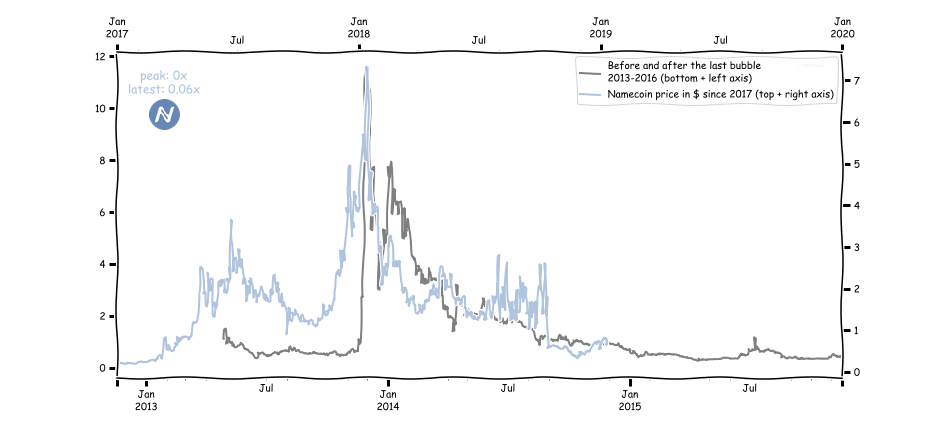 Jan
2017
Jul
Jan
2018
Jul
Jan
2019
Jul
Jan
2020
peak: 0x
latest: 0.06x
Before and after the last bubble
2013-2016 (bottom + left axis)
Namecoin price in $ since 2017 (top + right axis)
12
10
8
6
4
2
0
7
6
5
4
3
2
1
0
Jan
2013
Jul
Jan
2014
Jul
Jan
2015
Jul